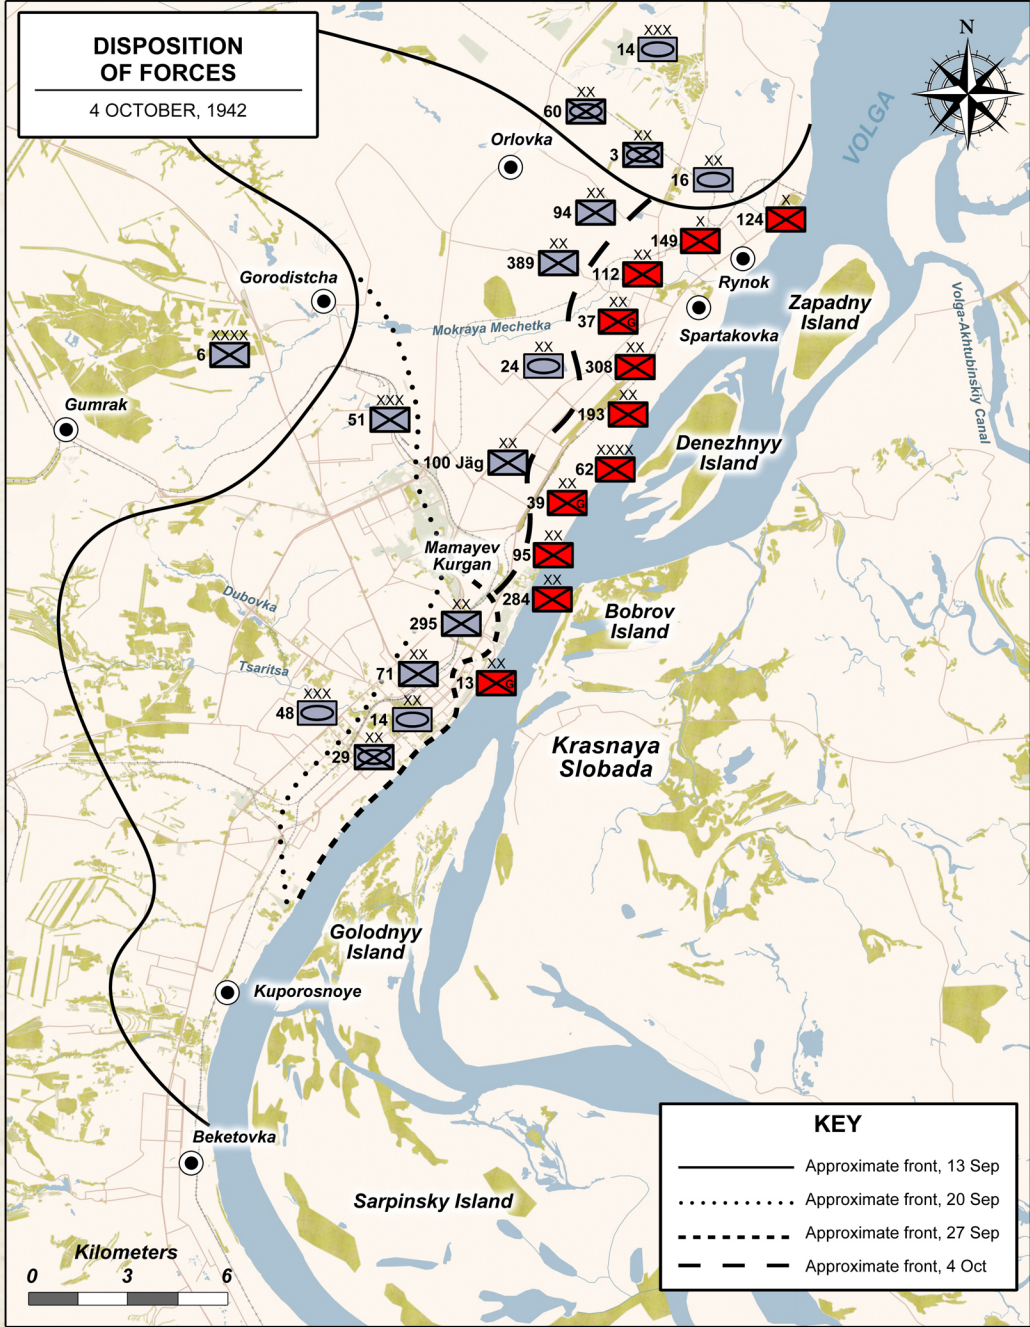 DISPOSITION
OF FORCES
4 OCTOBER, 1942
N
XXX
14
XX
60
Orlovka
XX
3
XX
16
VOLGA
XX
94
X
124
X
149
XX
389
XX
112
Rynok
Gorodistcha
Zapadny
Island
Volga-Akhtubinskiy Canal
XX
37
G
Mokraya Mechetka
Spartakovka
XXXX
6
XX
24
XX
308
Gumrak
XXX
51
XX
193
Denezhnyy
Island
XX
100 Jäg
XXXX
62
XX
39
G
Mamayev
Kurgan
XX
95
Dubovka
XX
284
XX
295
Bobrov
Island
Tsaritsa
XX
71
XX
13
G
XXX
48
XX
14
XX
29
Krasnaya
Slobada
Golodnyy
Island
Kuporosnoye
Beketovka
Sarpinsky Island
Kilometers
0 3 6
KEY
Approximate front, 13 Sep
Approximate front, 20 Sep
Approximate front, 27 Sep
Approximate front, 4 Oct